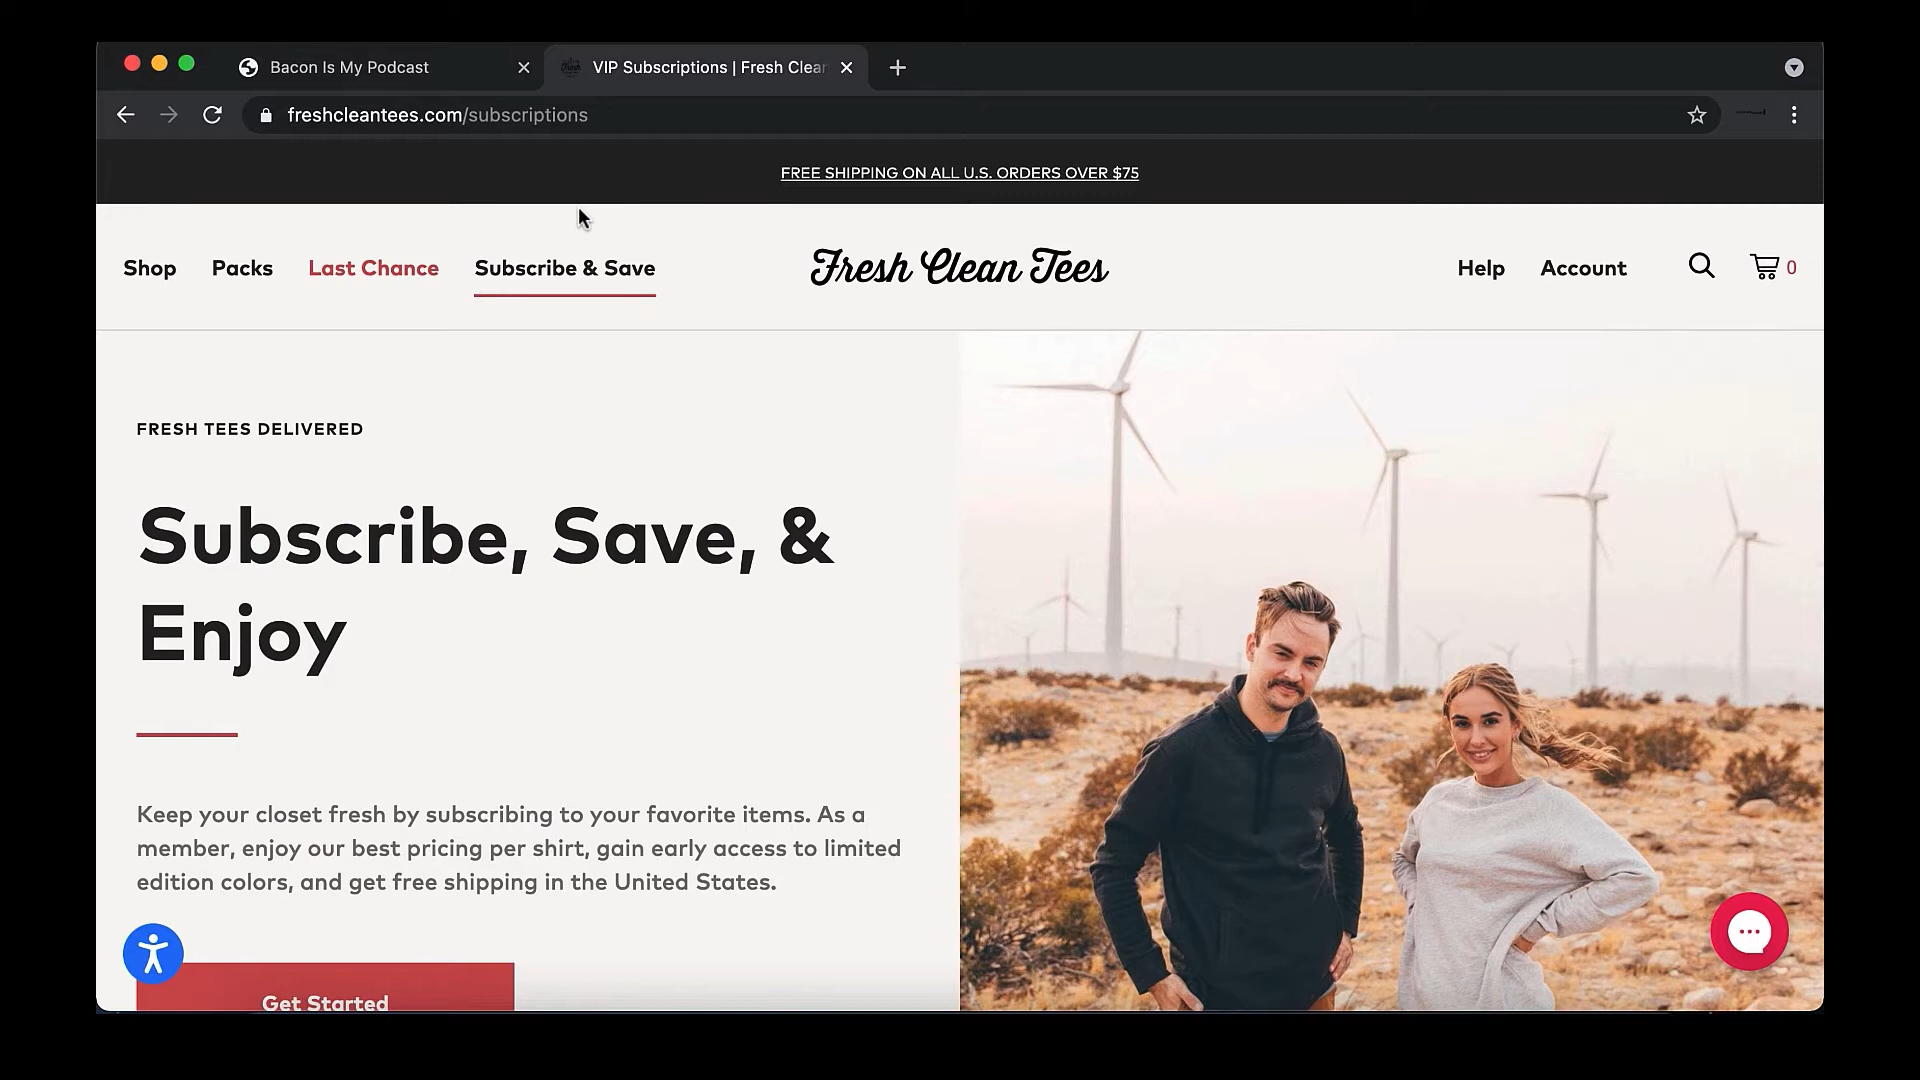 Bacon Is My Podcast
VIP Subscriptions | Fresh Clean
freshcleantees.com/subscriptions
FREE SHIPPING ON ALL U.S. ORDERS OVER $75
Shop Packs Last Chance Subscribe & Save
Fresh Clean Tees
Help Account 0
FRESH TEES DELIVERED
Subscribe, Save, &
Enjoy
Keep your closet fresh by subscribing to your favorite items. As a
member, enjoy our best pricing per shirt, gain early access to limited
edition colors, and get free shipping in the United States.
Get Started